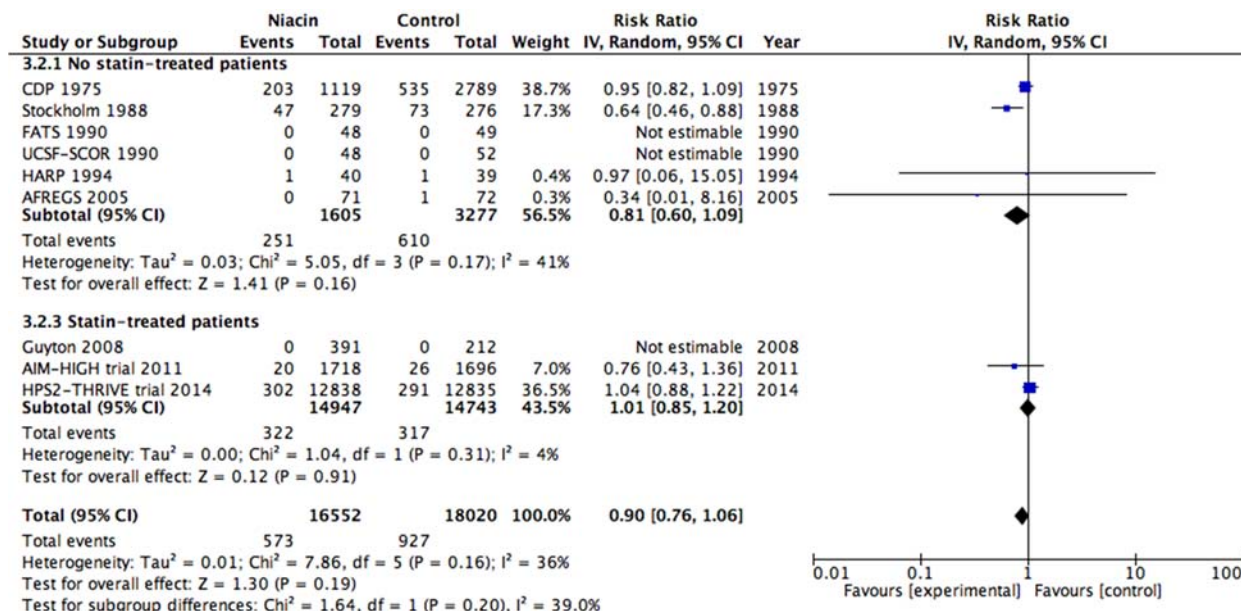 Niacin Control Risk Ratio Risk Ratio
Study or Subgroup Events Total Events Total Weight IV, Random, 95% CI Year IV, Random, 95% CI
3.2.1 No statin-treated patients
CDP 1975 203 1119 535 2789 38.7% 0.95 [0.82, 1.09] 1975
Stockholm 1988 47 279 73 276 17.3% 0.64 [0.46, 0.88] 1988
FATS 1990 0 48 0 49 Not estimable 1990
UCSF-SCOR 1990 0 48 0 52 Not estimable 1990
HARP 1994 1 40 1 39 0.4% 0.97 [0.06, 15.05] 1994
AFREGS 2005 0 71 1 72 0.3% 0.34 [0.01, 8.16] 2005
Subtotal (95% CI) 1605 3277 56.5% 0.81 [0.60, 1.09]
Total events 251 610
Heterogeneity: Tau² = 0.03; Chi² = 5.05, df = 3 (P = 0.17); I² = 41%
Test for overall effect: Z = 1.41 (P = 0.16)
3.2.3 Statin-treated patients
Guyton 2008 0 391 0 212 Not estimable 2008
AIM-HIGH trial 2011 20 1718 26 1696 7.0% 0.76 [0.43, 1.36] 2011
HPS2-THRIVE trial 2014 302 12838 291 12835 36.5% 1.04 [0.88, 1.22] 2014
Subtotal (95% CI) 14947 14743 43.5% 1.01 [0.85, 1.20]
Total events 322 317
Heterogeneity: Tau² = 0.00; Chi² = 1.04, df = 1 (P = 0.31); I² = 4%
Test for overall effect: Z = 0.12 (P = 0.91)
Total (95% CI) 16552 18020 100.0% 0.90 [0.76, 1.06]
Total events 573 927
Heterogeneity: Tau² = 0.01; Chi² = 7.86, df = 5 (P = 0.16); I² = 36%
Test for overall effect: Z = 1.30 (P = 0.19)
Test for subgroup differences: Chi² = 1.64, df = 1 (P = 0.20), I² = 39.0%
0.01 0.1 1 10 100
Favours [experimental] Favours [control]